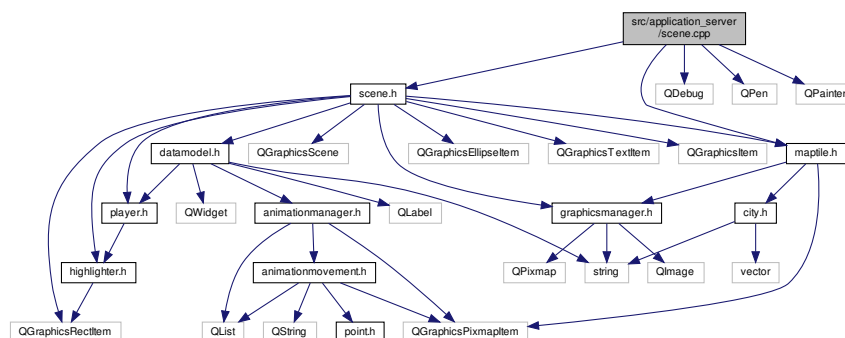 src/application_server
/scene.cpp
scene.h
QDebug
QPen
QPainter
datamodel.h
QGraphicsScene
QGraphicsEllipseItem
QGraphicsTextItem
QGraphicsItem
maptile.h
player.h
QWidget
animationmanager.h
QLabel
graphicsmanager.h
city.h
highlighter.h
animationmovement.h
QPixmap
string
QImage
vector
QGraphicsRectItem
QList
QString
point.h
QGraphicsPixmapItem